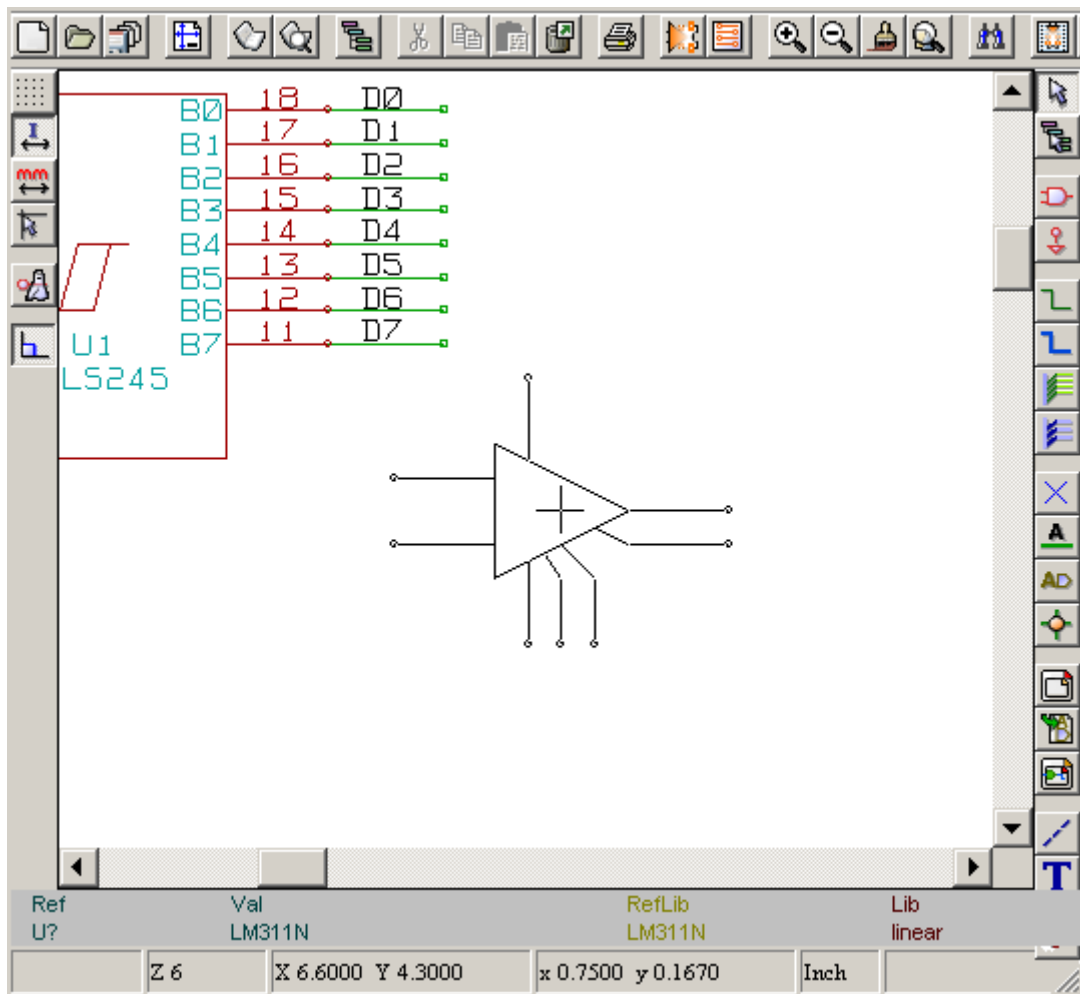 B0 18 D0
B1 17 D1
B2 16 D2
B3 15 D3
B4 14 D4
B5 13 D5
B6 12 D6
B7 11 D7
U1
LS245
I
mm
A
A
T
Ref Val RefLib Lib
U? LM311N LM311N linear
Z 6 X 6.6000 Y 4.3000 x 0.7500 y 0.1670 Inch